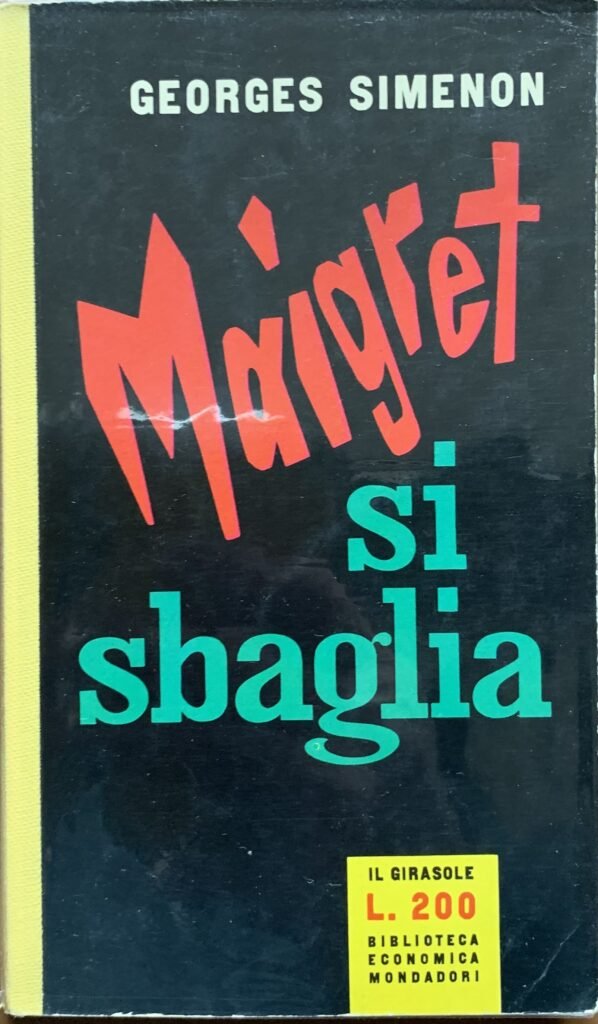 GEORGES SIMENON
Maigret
si
sbaglia
IL GIRASOLE
L. 200
BIBLIOTECA
ECONOMICA
MONDADORI